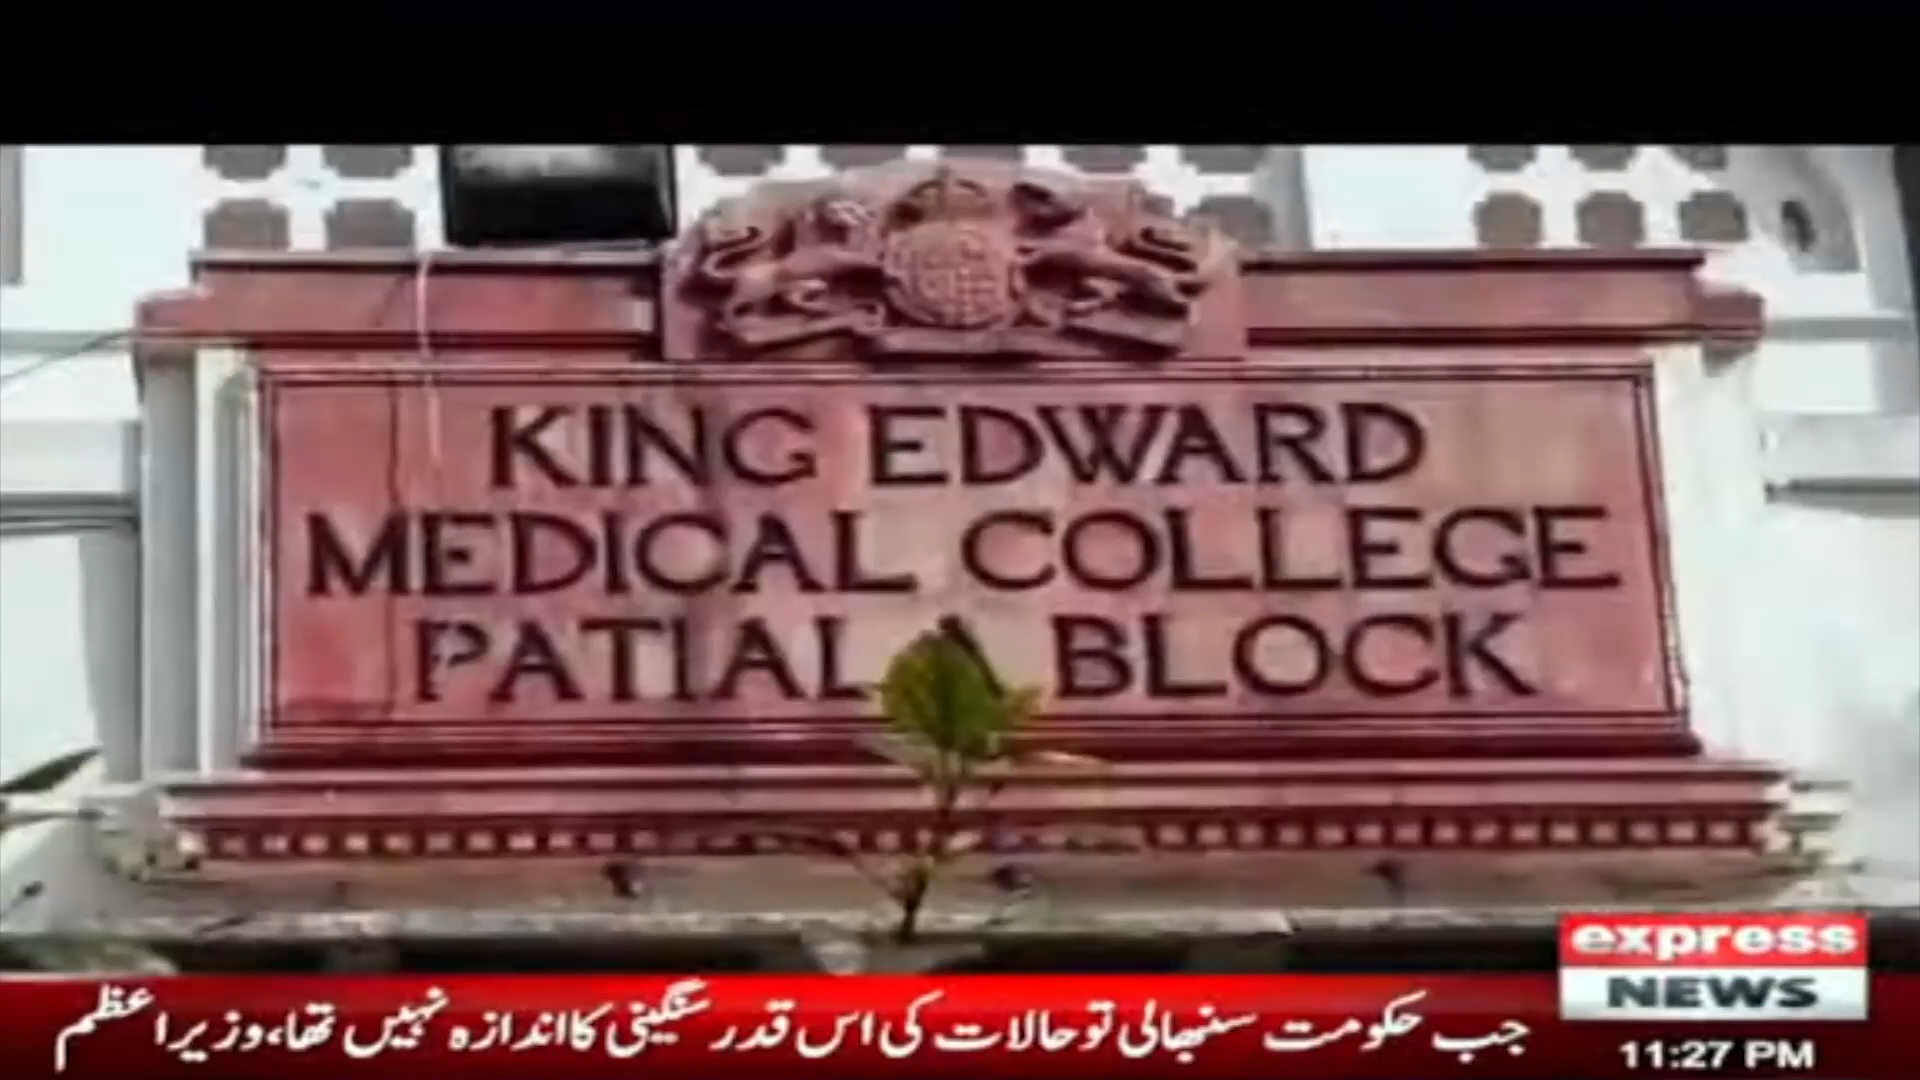 KING EDWARD
MEDICAL COLLEGE
PATIALA BLOCK
express
NEWS
جب حکومت سنبھالی تو حالات کی اس قدر سنگینی کا اندازہ نہیں تھا، وزیراعظم
11:27 PM